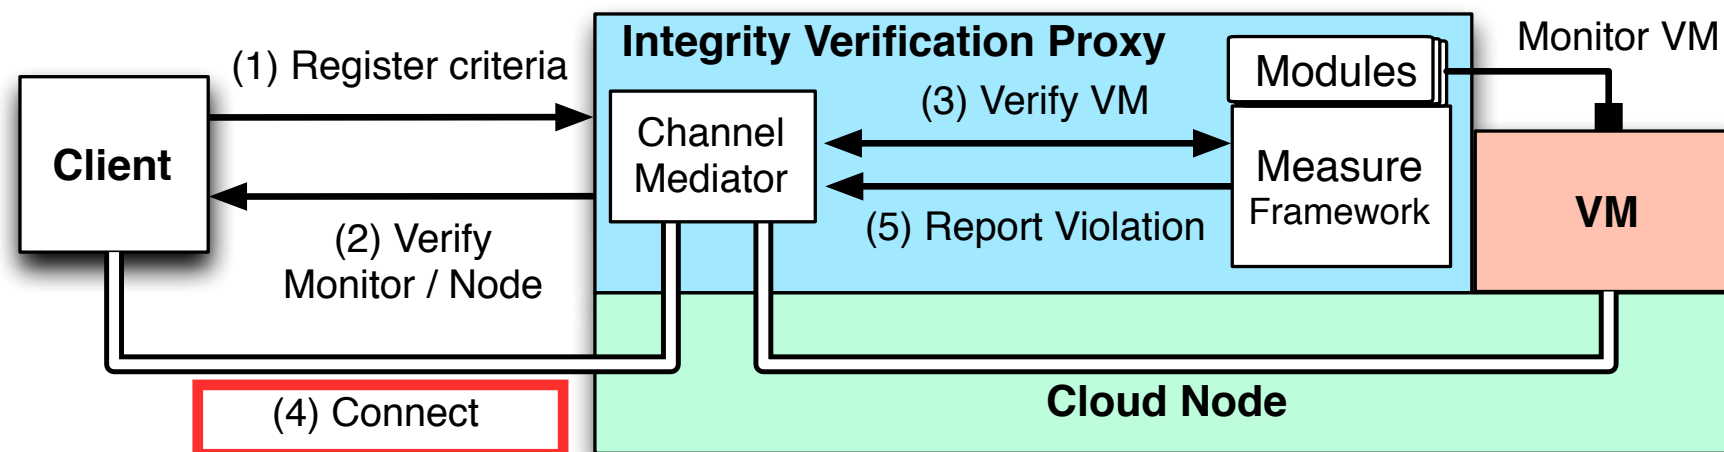 Integrity Verification Proxy
Monitor VM
(1) Register criteria
Modules
(3) Verify VM
Channel
Mediator
Client
Measure
Framework
VM
(5) Report Violation
(2) Verify
Monitor / Node
(4) Connect
Cloud Node